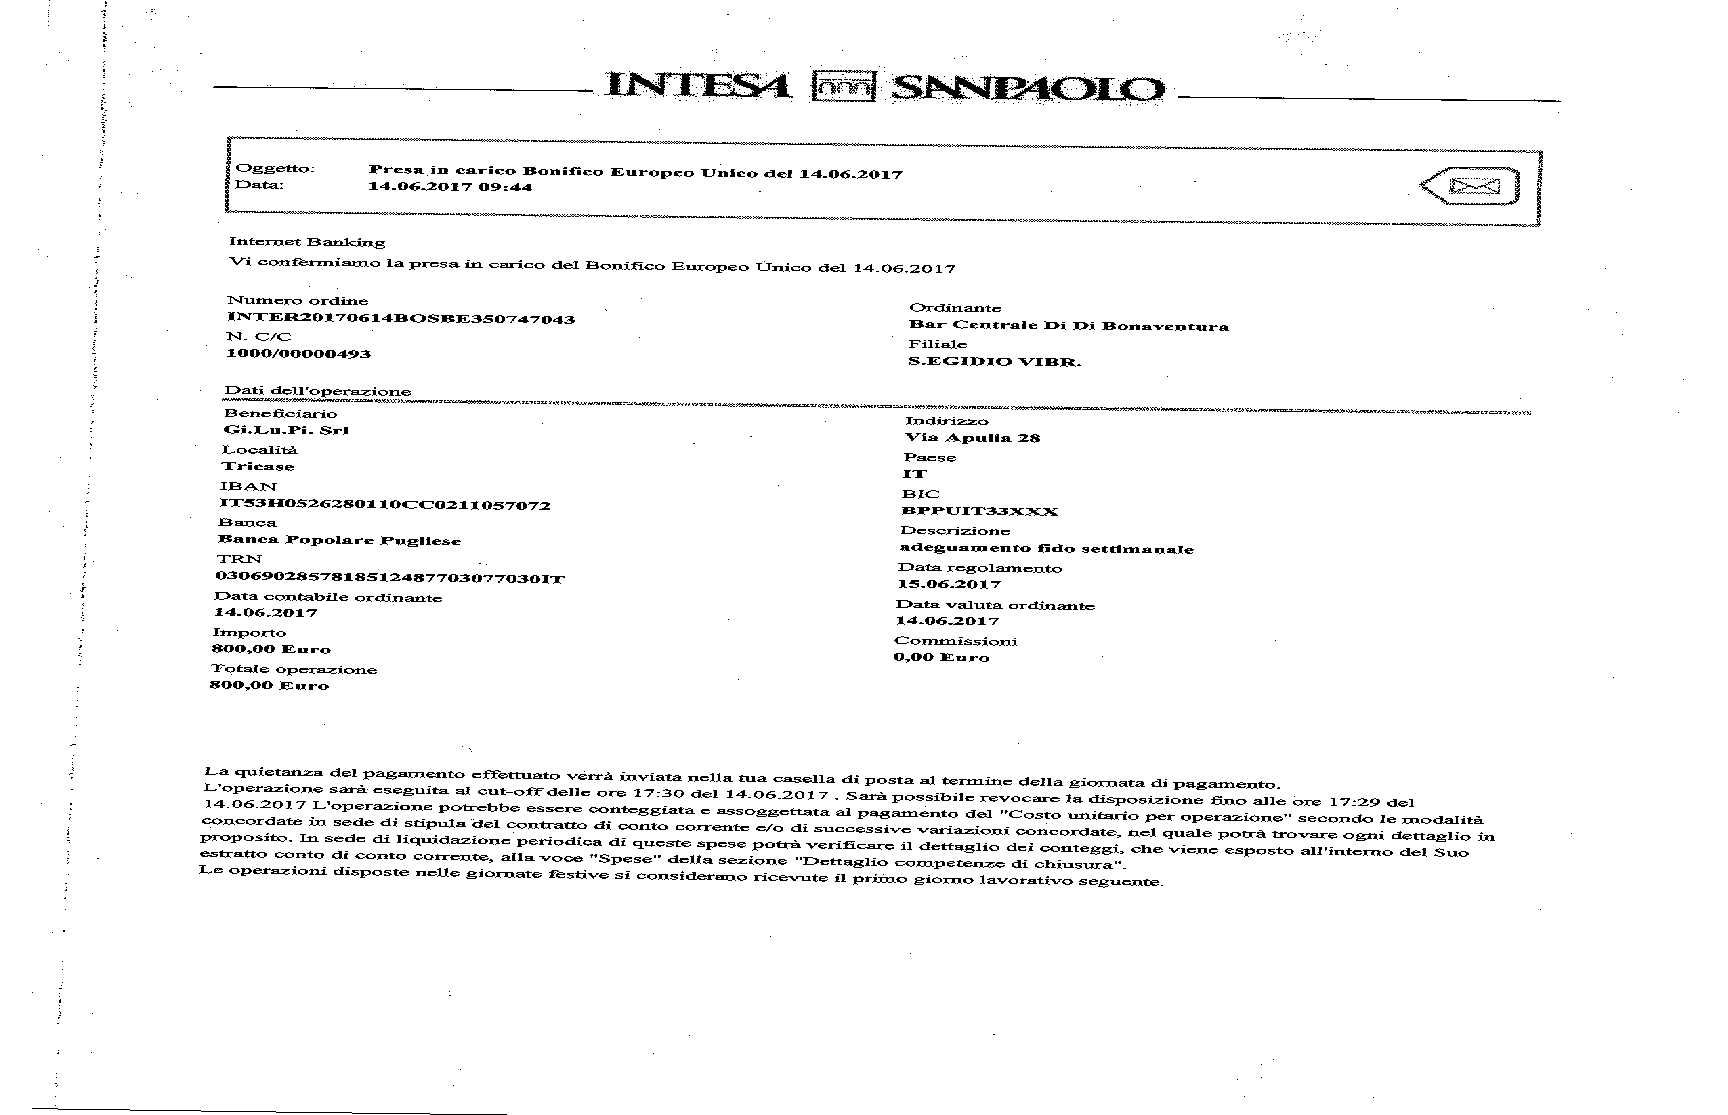 INTESA SANPAOLO
Oggetto: Presa in carico Bonifico Europeo Unico del 14.06.2017
Data: 14.06.2017 09:44
Internet Banking
Vi confermiamo la presa in carico del Bonifico Europeo Unico del 14.06.2017
Numero ordine
INTER20170614BOSBE350747043
N. C/C
1000/00000493
Ordinante
Bar Centrale Di Di Bonaventura
Filiale
S.EGIDIO VIBR.
Dati dell'operazione
Beneficiario
Gi.Lu.Pi. Srl
Località
Tricase
IBAN
IT53H0526280110CC0211057072
Banca
Banca Popolare Pugliese
TRN
0306902857818512487703077030IT
Data contabile ordinante
14.06.2017
Importo
800,00 Euro
Totale operazione
800,00 Euro
Indirizzo
Via Apulia 28
Paese
IT
BIC
BPPUIT33XXX
Descrizione
adeguamento fido settimanale
Data regolamento
15.06.2017
Data valuta ordinante
14.06.2017
Commissioni
0,00 Euro
La quietanza del pagamento effettuato verrà inviata nella tua casella di posta al termine della giornata di pagamento.
L'operazione sarà eseguita al cut-off delle ore 17:30 del 14.06.2017 . Sarà possibile revocare la disposizione fino alle ore 17:29 del
14.06.2017 L'operazione potrebbe essere conteggiata e assoggettata al pagamento del "Costo unitario per operazione" secondo le modalità
concordate in sede di stipula del contratto di conto corrente e/o di successive variazioni concordate, nel quale potrà trovare ogni dettaglio in
proposito. In sede di liquidazione periodica di queste spese potrà verificare il dettaglio dei conteggi, che viene esposto all'interno del Suo
estratto conto di conto corrente, alla voce "Spese" della sezione "Dettaglio competenze di chiusura".
Le operazioni disposte nelle giornate festive si considerano ricevute il primo giorno lavorativo seguente.